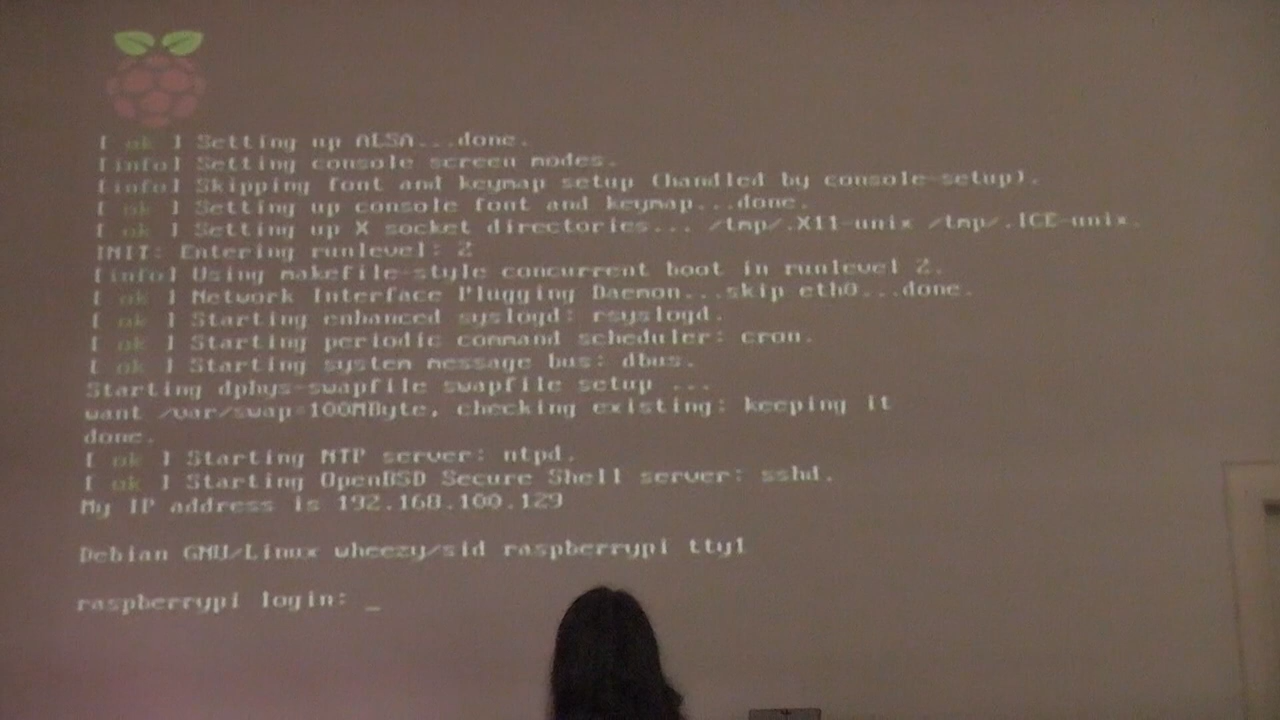 [ ok ] Setting up ALSA...done.
[info] Setting console screen modes.
[info] Skipping font and keymap setup (handled by console-setup).
[ ok ] Setting up console font and keymap...done.
[ ok ] Setting up X socket directories... /tmp/.X11-unix /tmp/.ICE-unix.
INIT: Entering runlevel: 2
[info] Using makefile-style concurrent boot in runlevel 2.
[ ok ] Network Interface Plugging Daemon...skip eth0...done.
[ ok ] Starting enhanced syslogd: rsyslogd.
[ ok ] Starting periodic command scheduler: cron.
[ ok ] Starting system message bus: dbus.
Starting dphys-swapfile swapfile setup ...
want /var/swap=100MByte, checking existing: keeping it
done.
[ ok ] Starting NTP server: ntpd.
[ ok ] Starting OpenBSD Secure Shell server: sshd.
My IP address is 192.168.100.129
Debian GNU/Linux wheezy/sid raspberrypi tty1
raspberrypi login: _